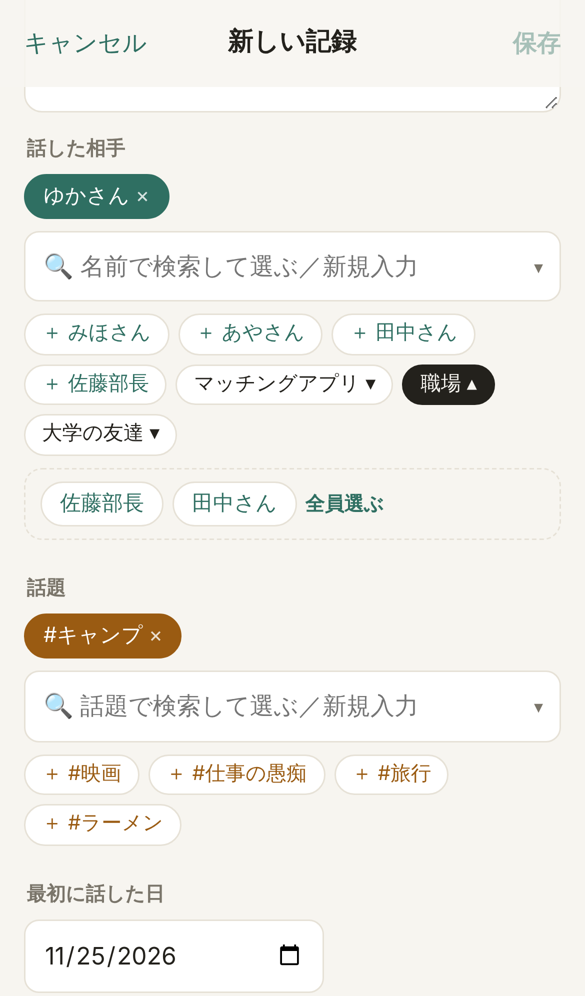 キャンセル 新しい記録 保存
話した相手
ゆかさん ×
🔍 名前で検索して選ぶ／新規入力 ▾
＋ みほさん ＋ あやさん ＋ 田中さん
＋ 佐藤部長 マッチングアプリ ▾ 職場 ▴
大学の友達 ▾
佐藤部長 田中さん 全員選ぶ
話題
#キャンプ ×
🔍 話題で検索して選ぶ／新規入力 ▾
＋ #映画 ＋ #仕事の愚痴 ＋ #旅行
＋ #ラーメン
最初に話した日
11/25/2026